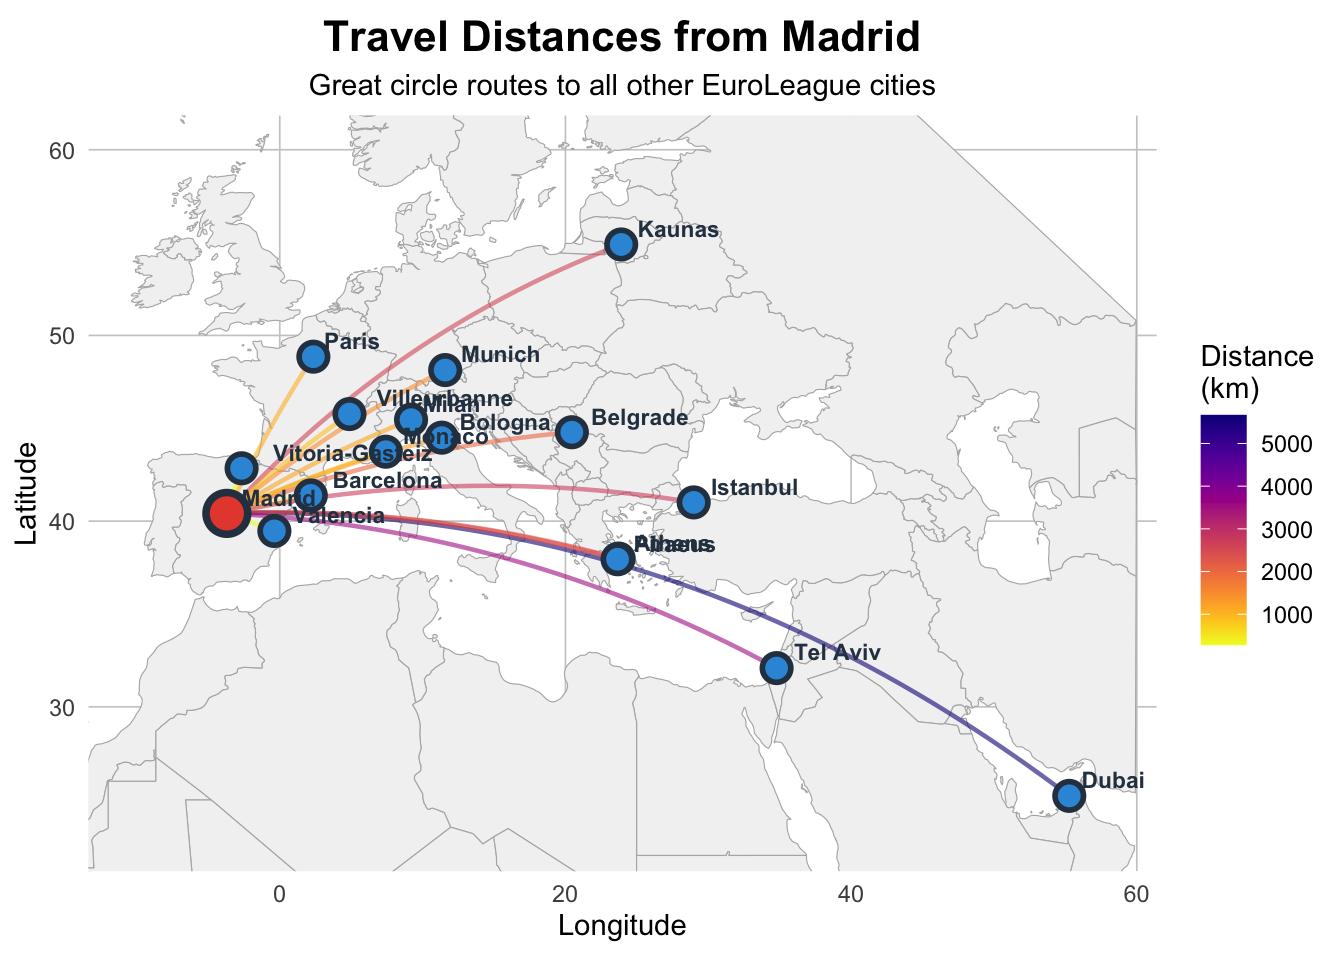 Travel Distances from Madrid
Great circle routes to all other EuroLeague cities
60
50
40
30
Latitude
Kaunas
Paris
Munich
Villeurbanne
Milan
Bologna
Belgrade
Monaco
Vitoria-Gasteiz
Barcelona
Istanbul
Madrid
Valencia
Athens
Piraeus
Tel Aviv
Dubai
0
20
40
60
Longitude
Distance
(km)
5000
4000
3000
2000
1000